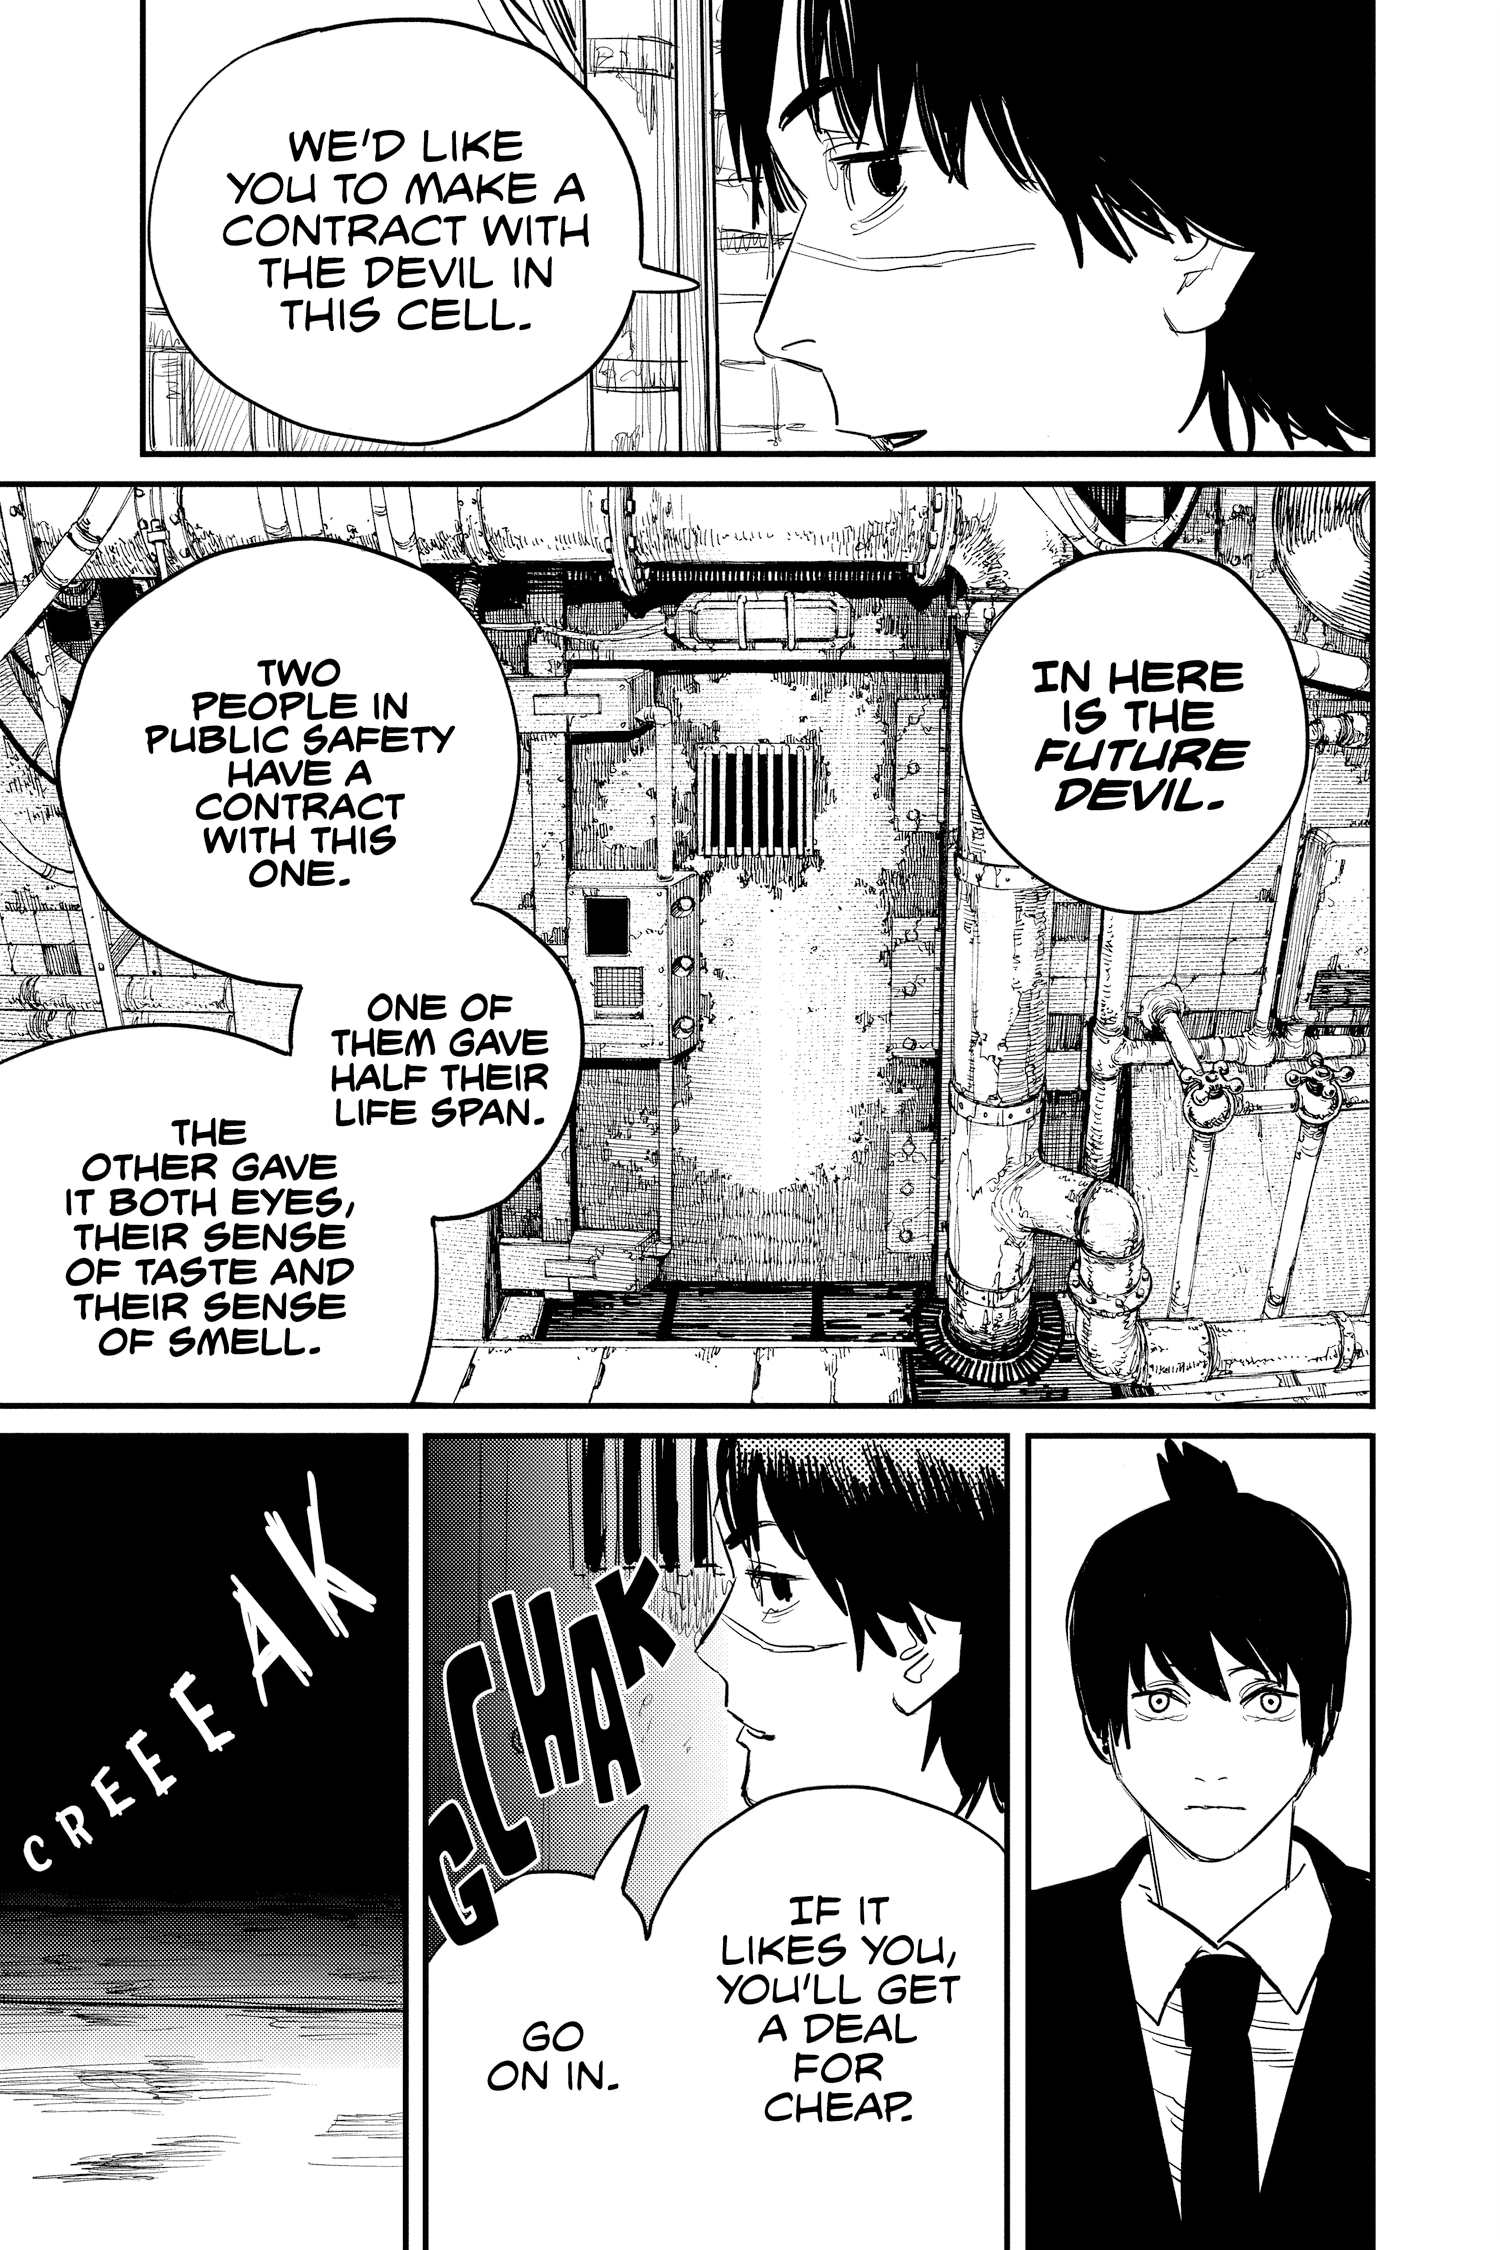 WE'D LIKE
YOU TO MAKE A
CONTRACT WITH
THE DEVIL IN
THIS CELL.
IN HERE
IS THE
FUTURE
DEVIL.
TWO
PEOPLE IN
PUBLIC SAFETY
HAVE A
CONTRACT
WITH THIS
ONE.
ONE OF
THEM GAVE
HALF THEIR
LIFE SPAN.
THE
OTHER GAVE
IT BOTH EYES,
THEIR SENSE
OF TASTE AND
THEIR SENSE
OF SMELL.
IF IT
LIKES YOU,
YOU'LL GET
A DEAL
FOR
CHEAP.
GCHAK
GO
ON IN.
CREEEAK